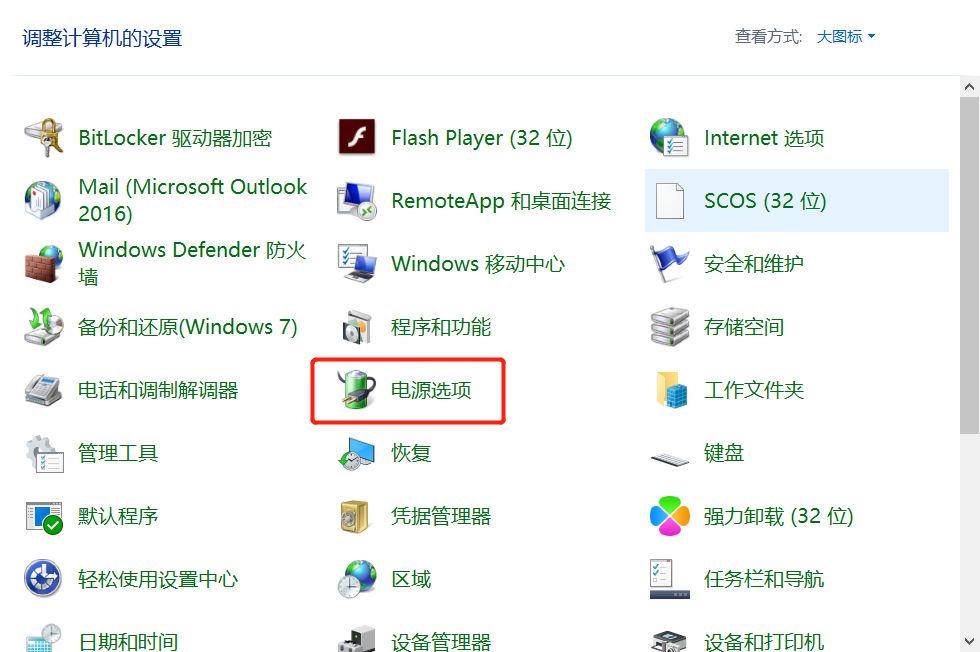 调整计算机的设置
查看方式: 大图标
BitLocker 驱动器加密
Flash Player (32 位)
Internet 选项
Mail (Microsoft Outlook
2016)
RemoteApp 和桌面连接
SCOS (32 位)
Windows Defender 防火
墙
Windows 移动中心
安全和维护
备份和还原(Windows 7)
程序和功能
存储空间
电话和调制解调器
电源选项
工作文件夹
管理工具
恢复
键盘
默认程序
凭据管理器
强力卸载 (32 位)
轻松使用设置中心
区域
任务栏和导航
日期和时间
设备管理器
设备和打印机